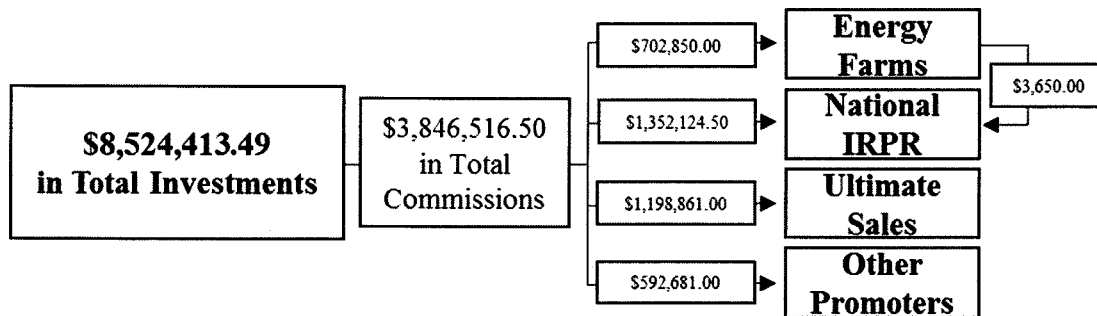 $8,524,413.49
in Total Investments
$3,846,516.50
in Total
Commissions
$702,850.00
Energy
Farms
$3,650.00
$1,352,124.50
National
IRPR
$1,198,861.00
Ultimate
Sales
$592,681.00
Other
Promoters